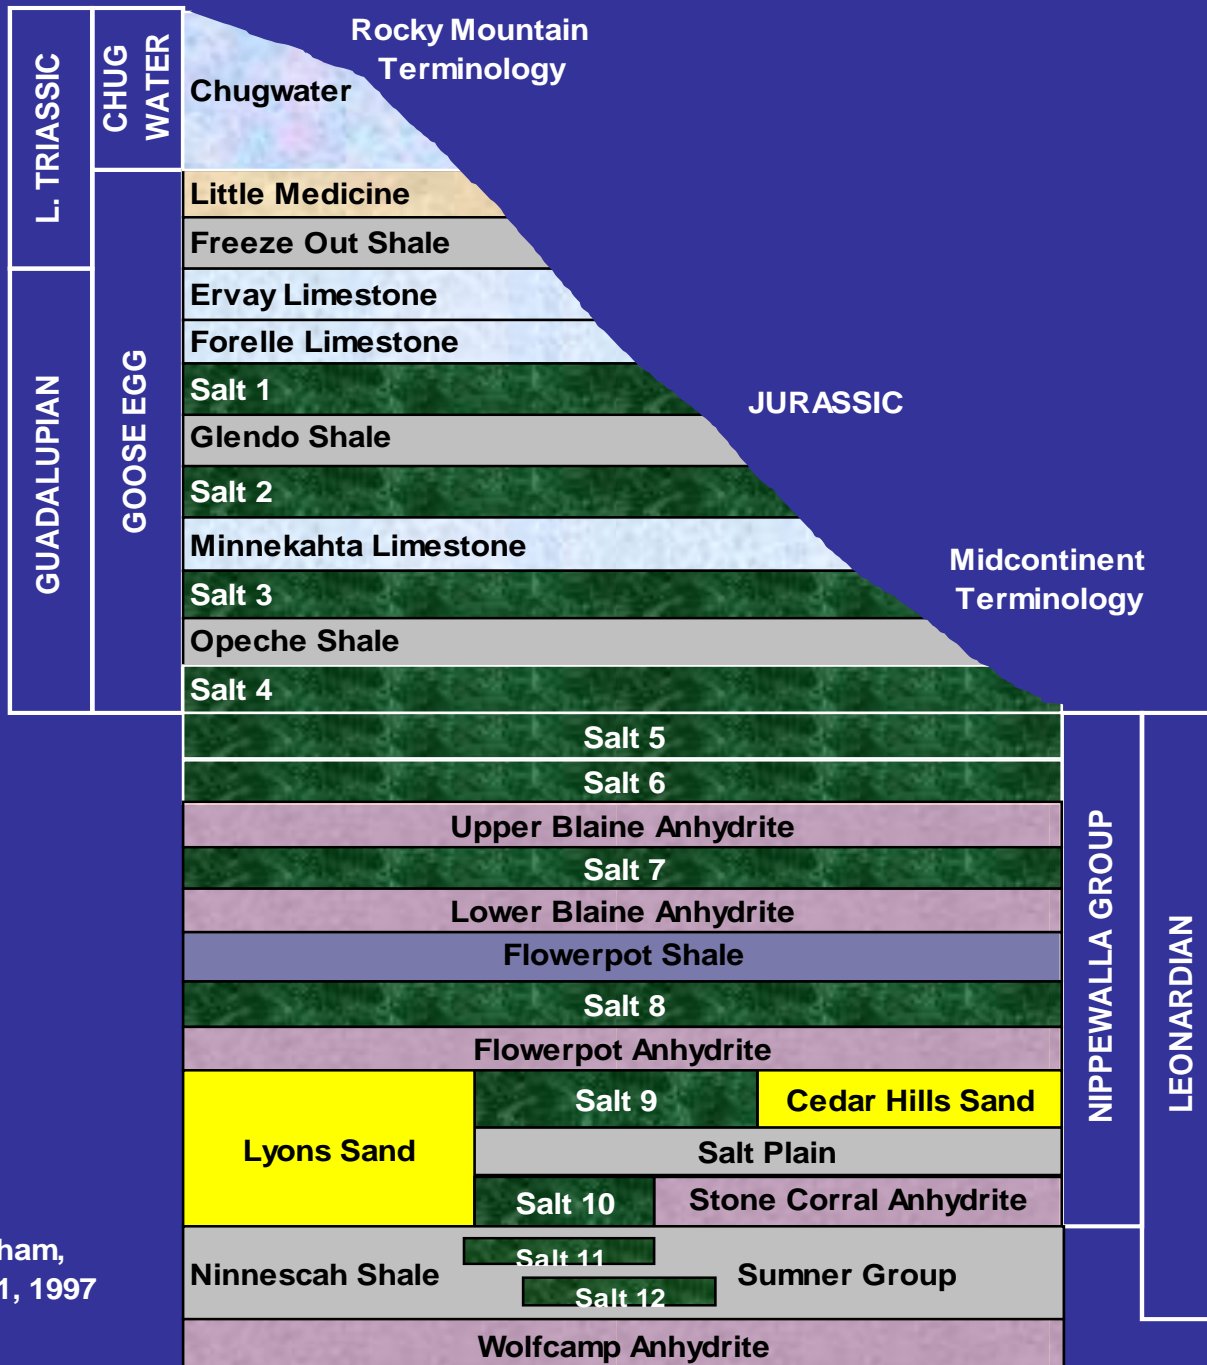 Rocky Mountain
Terminology
L. TRIASSIC
CHUG
WATER
Chugwater
Little Medicine
Freeze Out Shale
Ervay Limestone
Forelle Limestone
Salt 1
GUADALUPIAN
GOOSE EGG
JURASSIC
Glendo Shale
Salt 2
Minnekahta Limestone
Midcontinent
Terminology
Salt 3
Opeche Shale
Salt 4
Salt 5
Salt 6
Upper Blaine Anhydrite
Salt 7
Lower Blaine Anhydrite
Flowerpot Shale
Salt 8
Flowerpot Anhydrite
NIPPEWALLA GROUP
LEONARDIAN
Salt 9
Cedar Hills Sand
Lyons Sand
Salt Plain
Salt 10
Stone Corral Anhydrite
Ninnescah Shale
Salt 11
Salt 12
Sumner Group
ham,
1, 1997
Wolfcamp Anhydrite